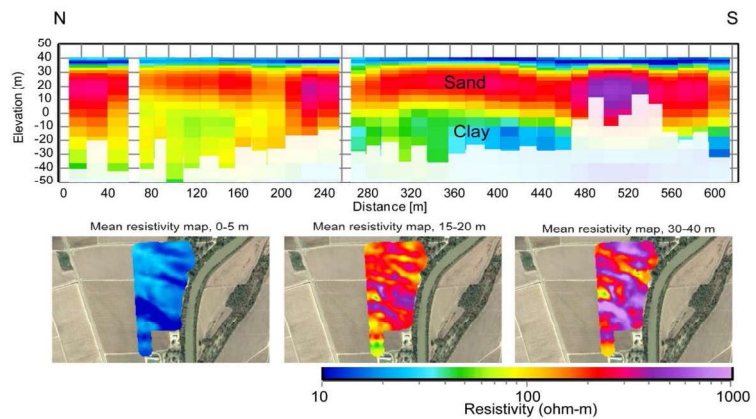 N S
50
40
30
20
10
0
-10
-20
-30
-40
-50
Elevation [m]
Sand
Clay
0 40 80 120 160 200 240 280 320 360 400 440 480 520 560 600
Distance [m]
Mean resistivity map, 0-5 m Mean resistivity map, 15-20 m Mean resistivity map, 30-40 m
10 100 1000
Resistivity (ohm-m)